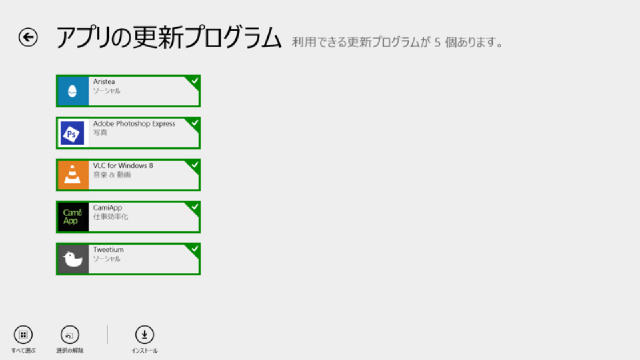 アプリの更新プログラム 利用できる更新プログラムが 5 個あります。
Aristea
ソーシャル
Adobe Photoshop Express
写真
Ps
VLC for Windows 8
音楽 & 動画
CamiApp
仕事効率化
Cami
App
Tweetium
ソーシャル
すべて選ぶ 選択の解除 インストール